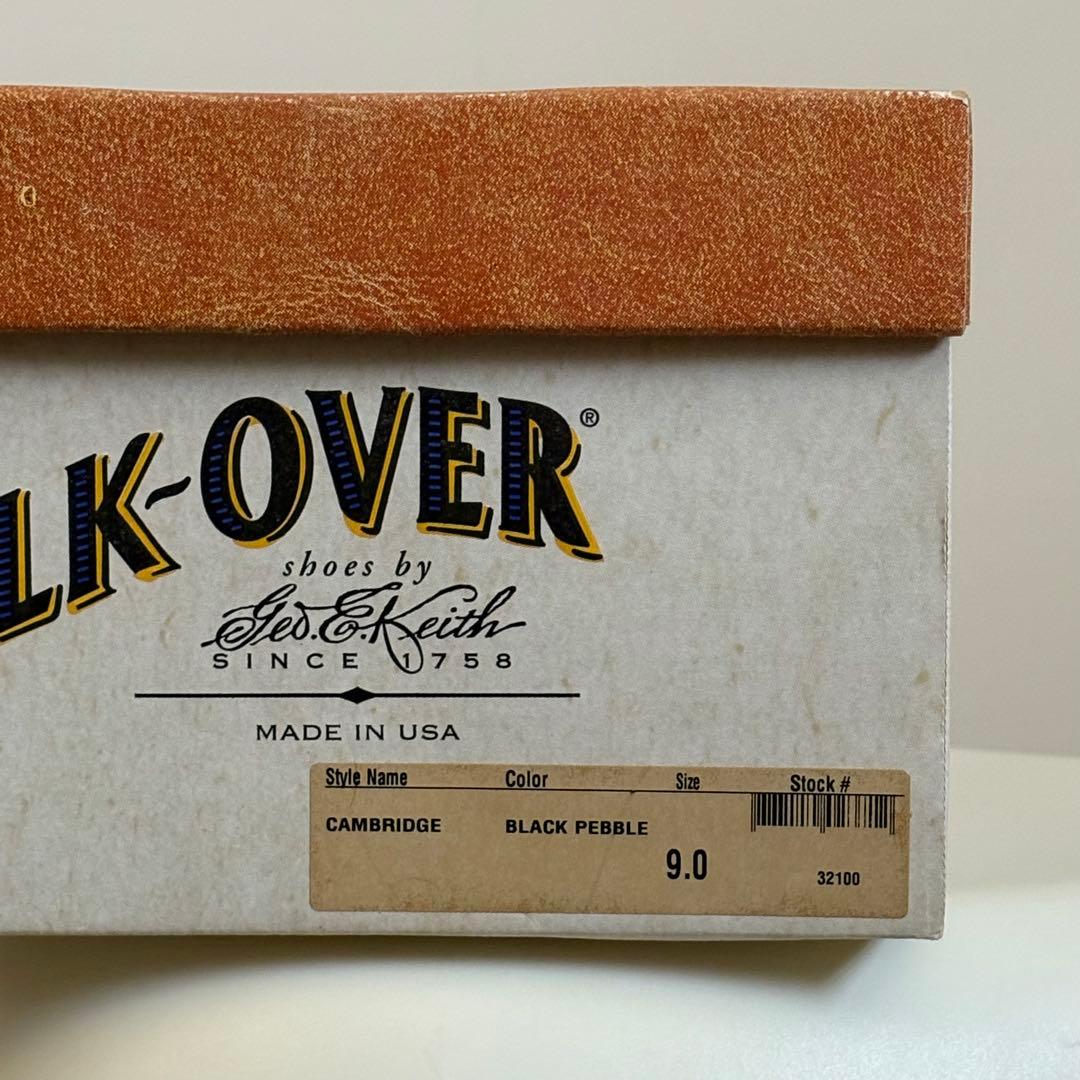 LK-OVER®
shoes by
Geo. E. Keith
SINCE 1758
MADE IN USA
Style Name Color Size Stock #
CAMBRIDGE BLACK PEBBLE
9.0 32100